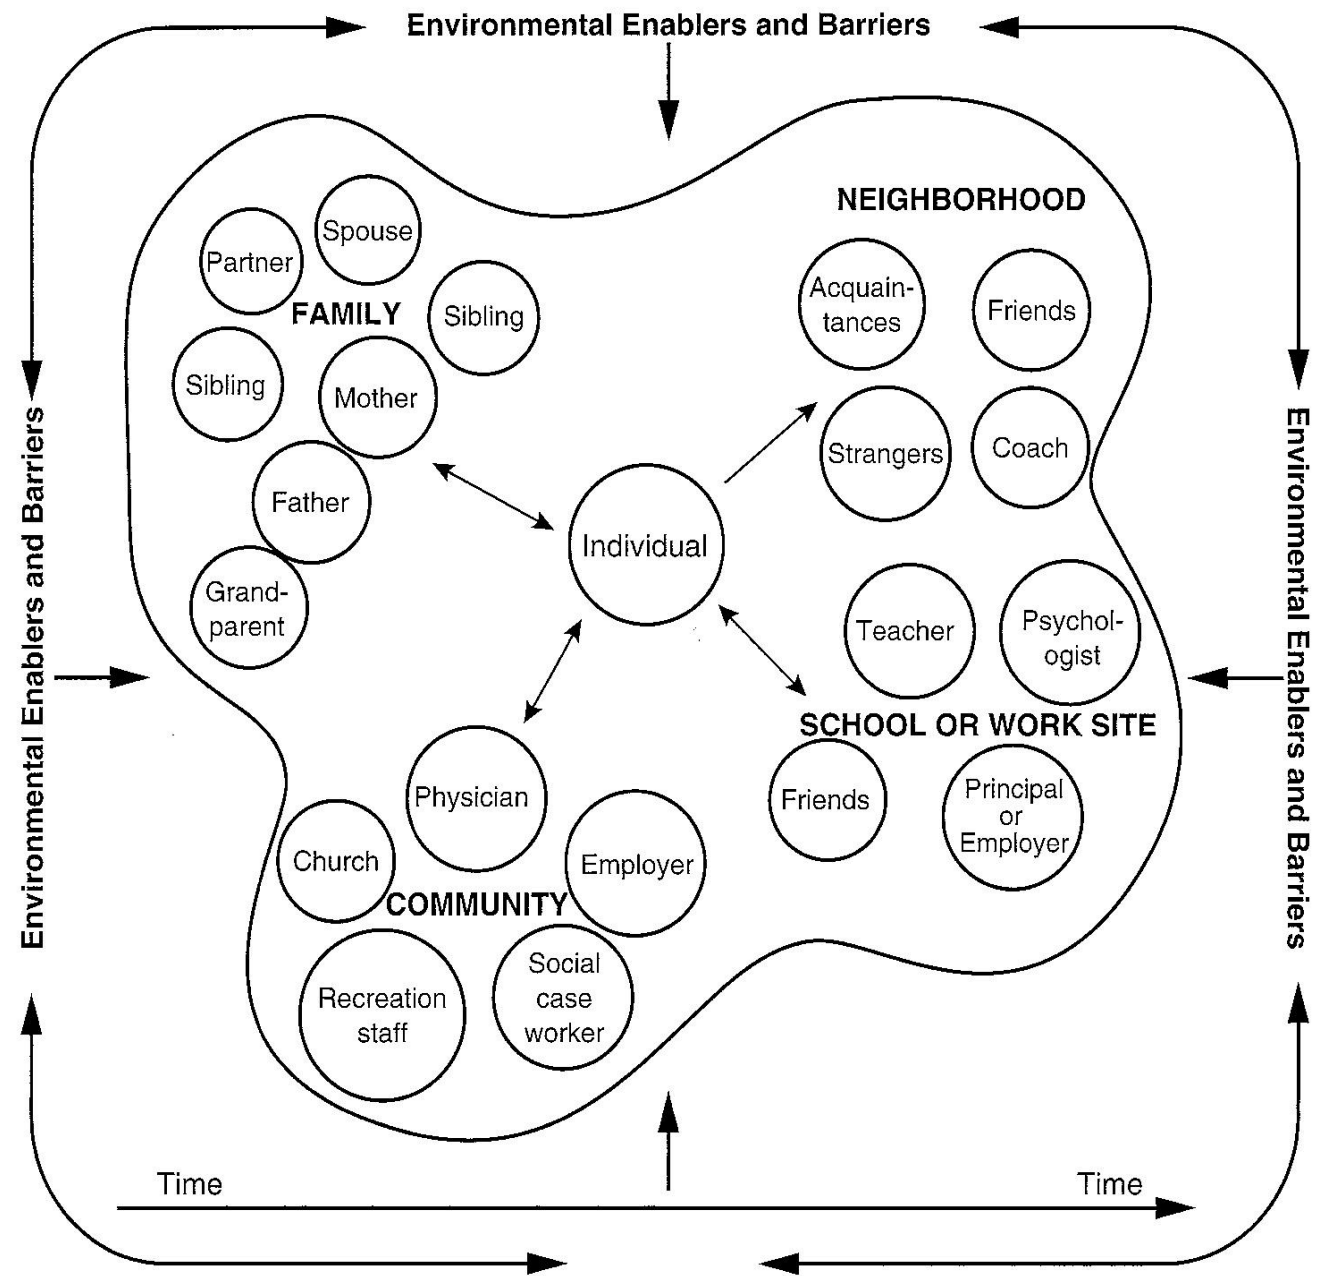 Environmental Enablers and Barriers
NEIGHBORHOOD
Spouse
Partner
FAMILY
Sibling
Sibling
Mother
Father
Grand-
parent
Acquain-
tances
Friends
Strangers
Coach
Individual
Teacher
Psychol-
ogist
SCHOOL OR WORK SITE
Friends
Principal
or
Employer
Physician
Church
Employer
COMMUNITY
Recreation
staff
Social
case
worker
Environmental Enablers and Barriers
Environmental Enablers and Barriers
Time
Time